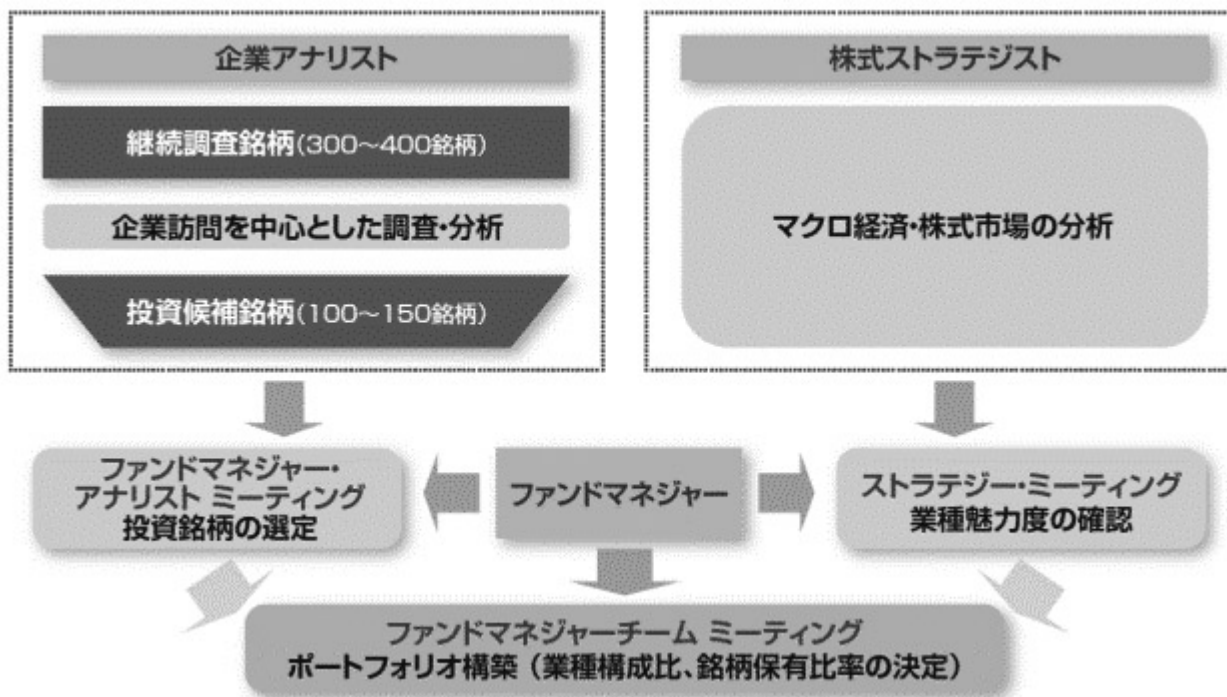 企業アナリスト
継続調査銘柄(300～400銘柄)
企業訪問を中心とした調査・分析
投資候補銘柄(100～150銘柄)
株式ストラテジスト
マクロ経済・株式市場の分析
ファンドマネジャー・
アナリスト ミーティング
投資銘柄の選定
ファンドマネジャー
ストラテジー・ミーティング
業種魅力度の確認
ファンドマネジャーチーム ミーティング
ポートフォリオ構築（業種構成比、銘柄保有比率の決定）